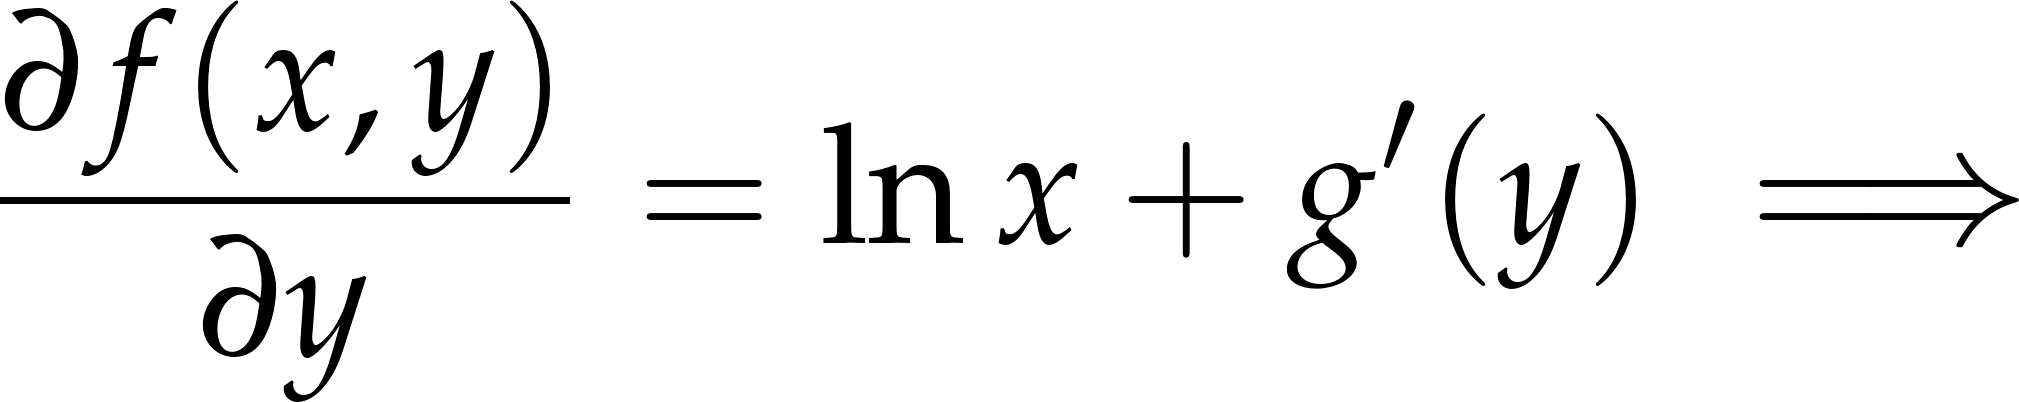 ∂f(x, y)/∂y = ln x + g′(y) ⟹